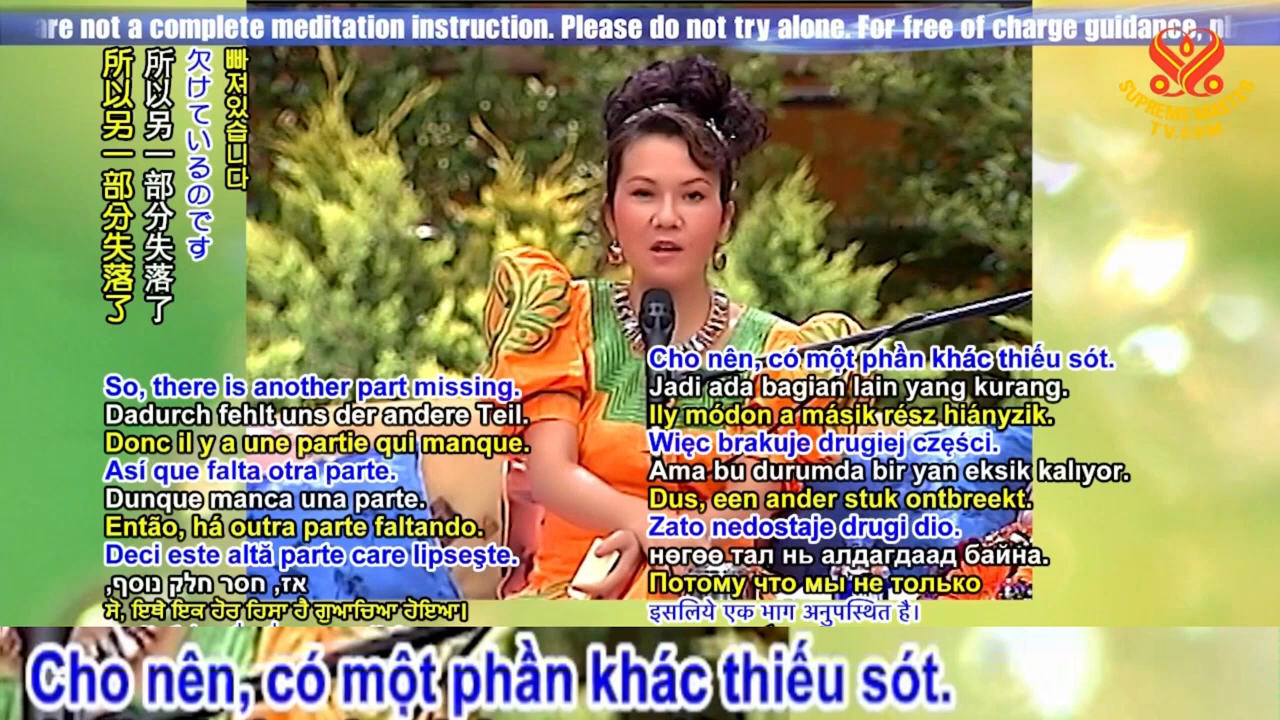 are not a complete meditation instruction. Please do not try alone. For free of charge guidance,
SUPREMEMASTER
TV.COM
빠져있습니다
欠けているのです
所以另一部分失落了
所以另一部分失落了
So, there is another part missing.
Dadurch fehlt uns der andere Teil.
Donc il y a une partie qui manque.
Así que falta otra parte.
Dunque manca una parte.
Então, há outra parte faltando.
Deci este altă parte care lipseşte.
אז, חסר חלק נוסף,
ਸੋ, ਇਥੇ ਇਕ ਹੋਰ ਹਿਸਾ ਹੈ ਗੁਆਚਿਆ ਹੋਇਆ।
Cho nên, có một phần khác thiếu sót.
Jadi ada bagian lain yang kurang.
Ily módon a másik rész hiányzik.
Więc brakuje drugiej części.
Ama bu durumda bir yan eksik kalıyor.
Dus, een ander stuk ontbreekt.
Zato nedostaje drugi dio.
нөгөө тал нь алдагдаад байна.
Потому что мы не только
इसलिये एक भाग अनुपस्थित है।
Cho nên, có một phần khác thiếu sót.